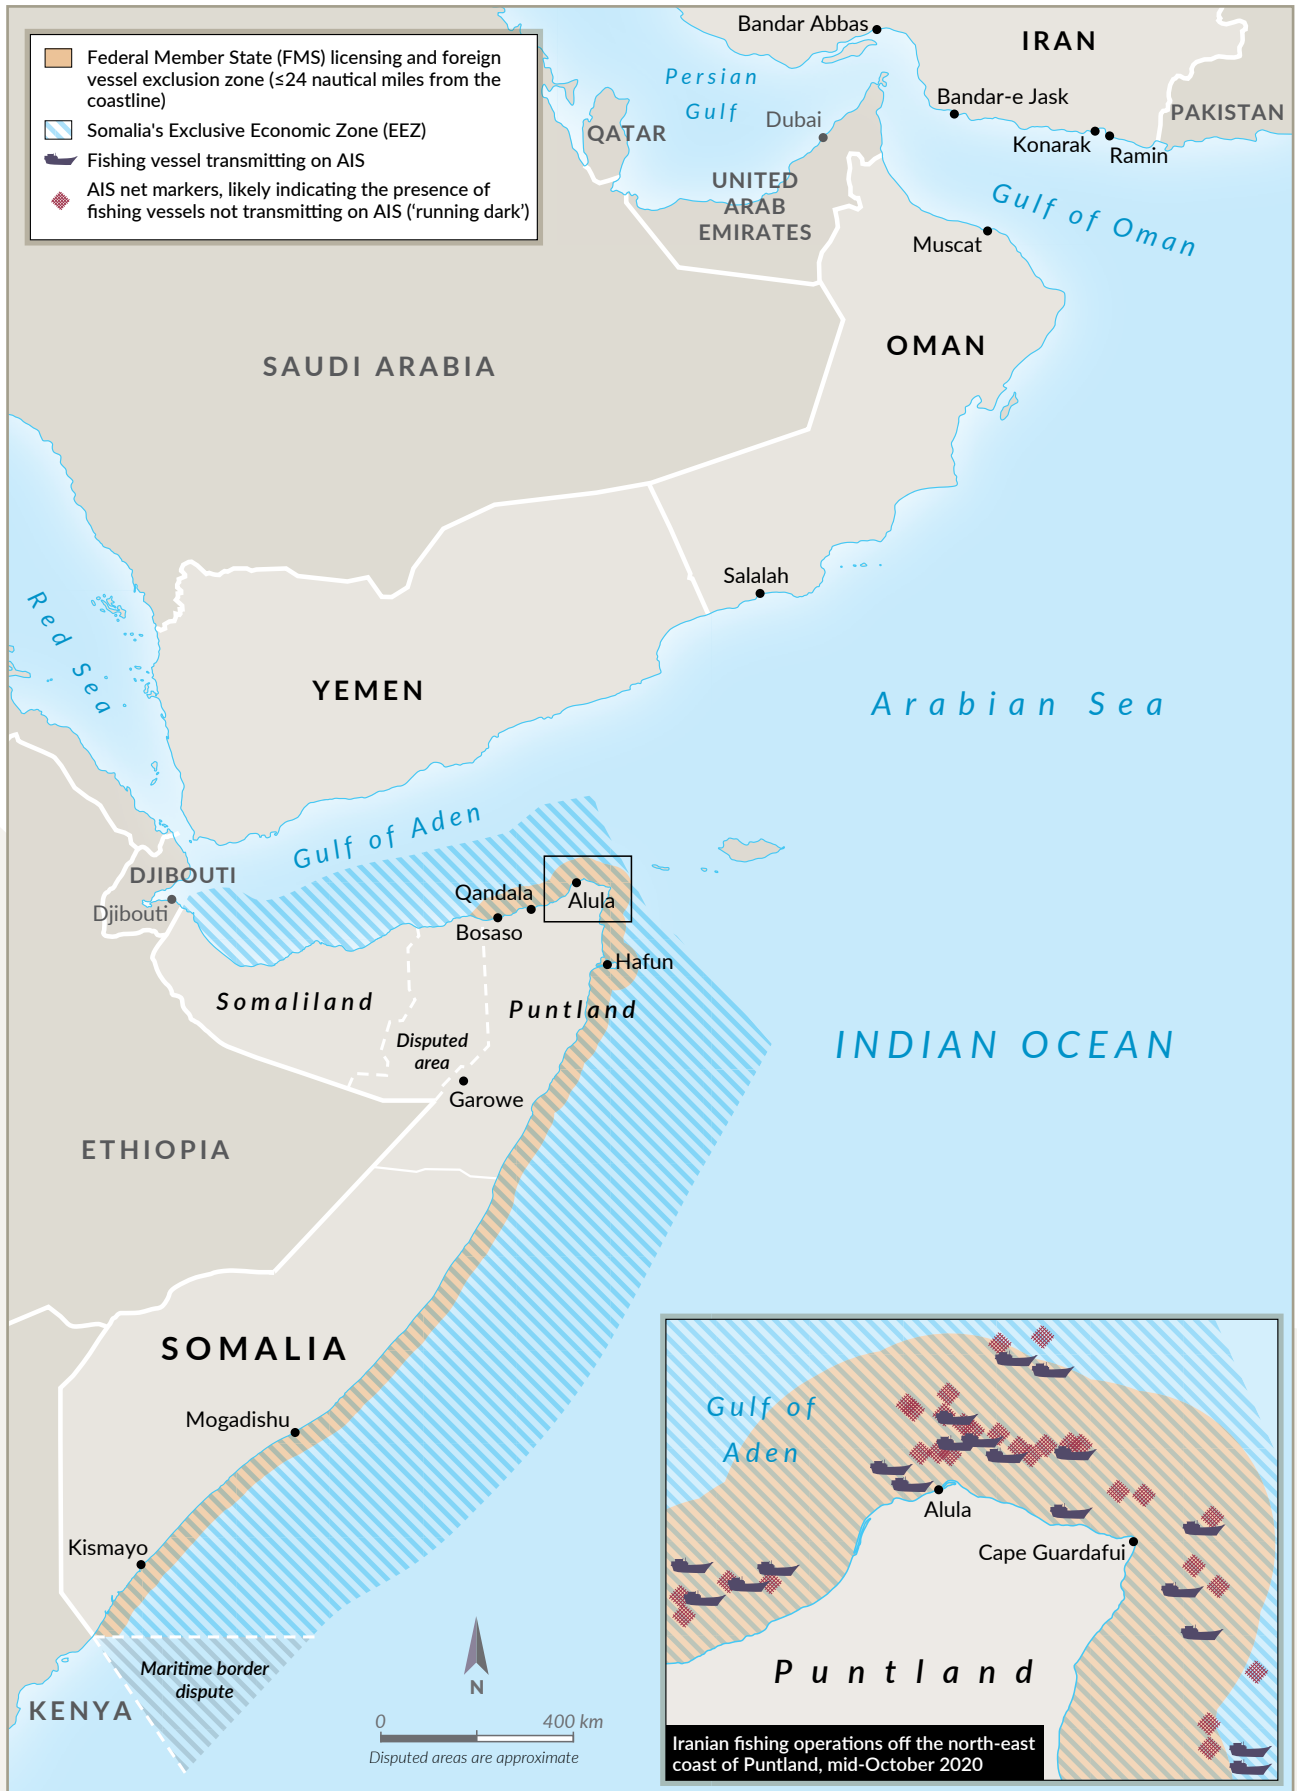 Federal Member State (FMS) licensing and foreign
vessel exclusion zone (≤24 nautical miles from the
coastline)
Somalia's Exclusive Economic Zone (EEZ)
Fishing vessel transmitting on AIS
AIS net markers, likely indicating the presence of
fishing vessels not transmitting on AIS (‘running dark’)
Bandar Abbas
IRAN
Persian
Gulf
Bandar-e Jask
PAKISTAN
QATAR
Dubai
Konarak
Ramin
UNITED
ARAB
EMIRATES
Gulf of Oman
Muscat
OMAN
SAUDI ARABIA
Salalah
Red Sea
YEMEN
Arabian Sea
Gulf of Aden
DJIBOUTI
Djibouti
Qandala
Alula
Bosaso
Hafun
Somaliland
Puntland
Disputed
area
INDIAN OCEAN
Garowe
ETHIOPIA
SOMALIA
Mogadishu
Kismayo
Maritime border
dispute
KENYA
N
0 400 km
Disputed areas are approximate
Gulf of
Aden
Alula
Cape Guardafui
Puntland
Iranian fishing operations off the north-east
coast of Puntland, mid-October 2020